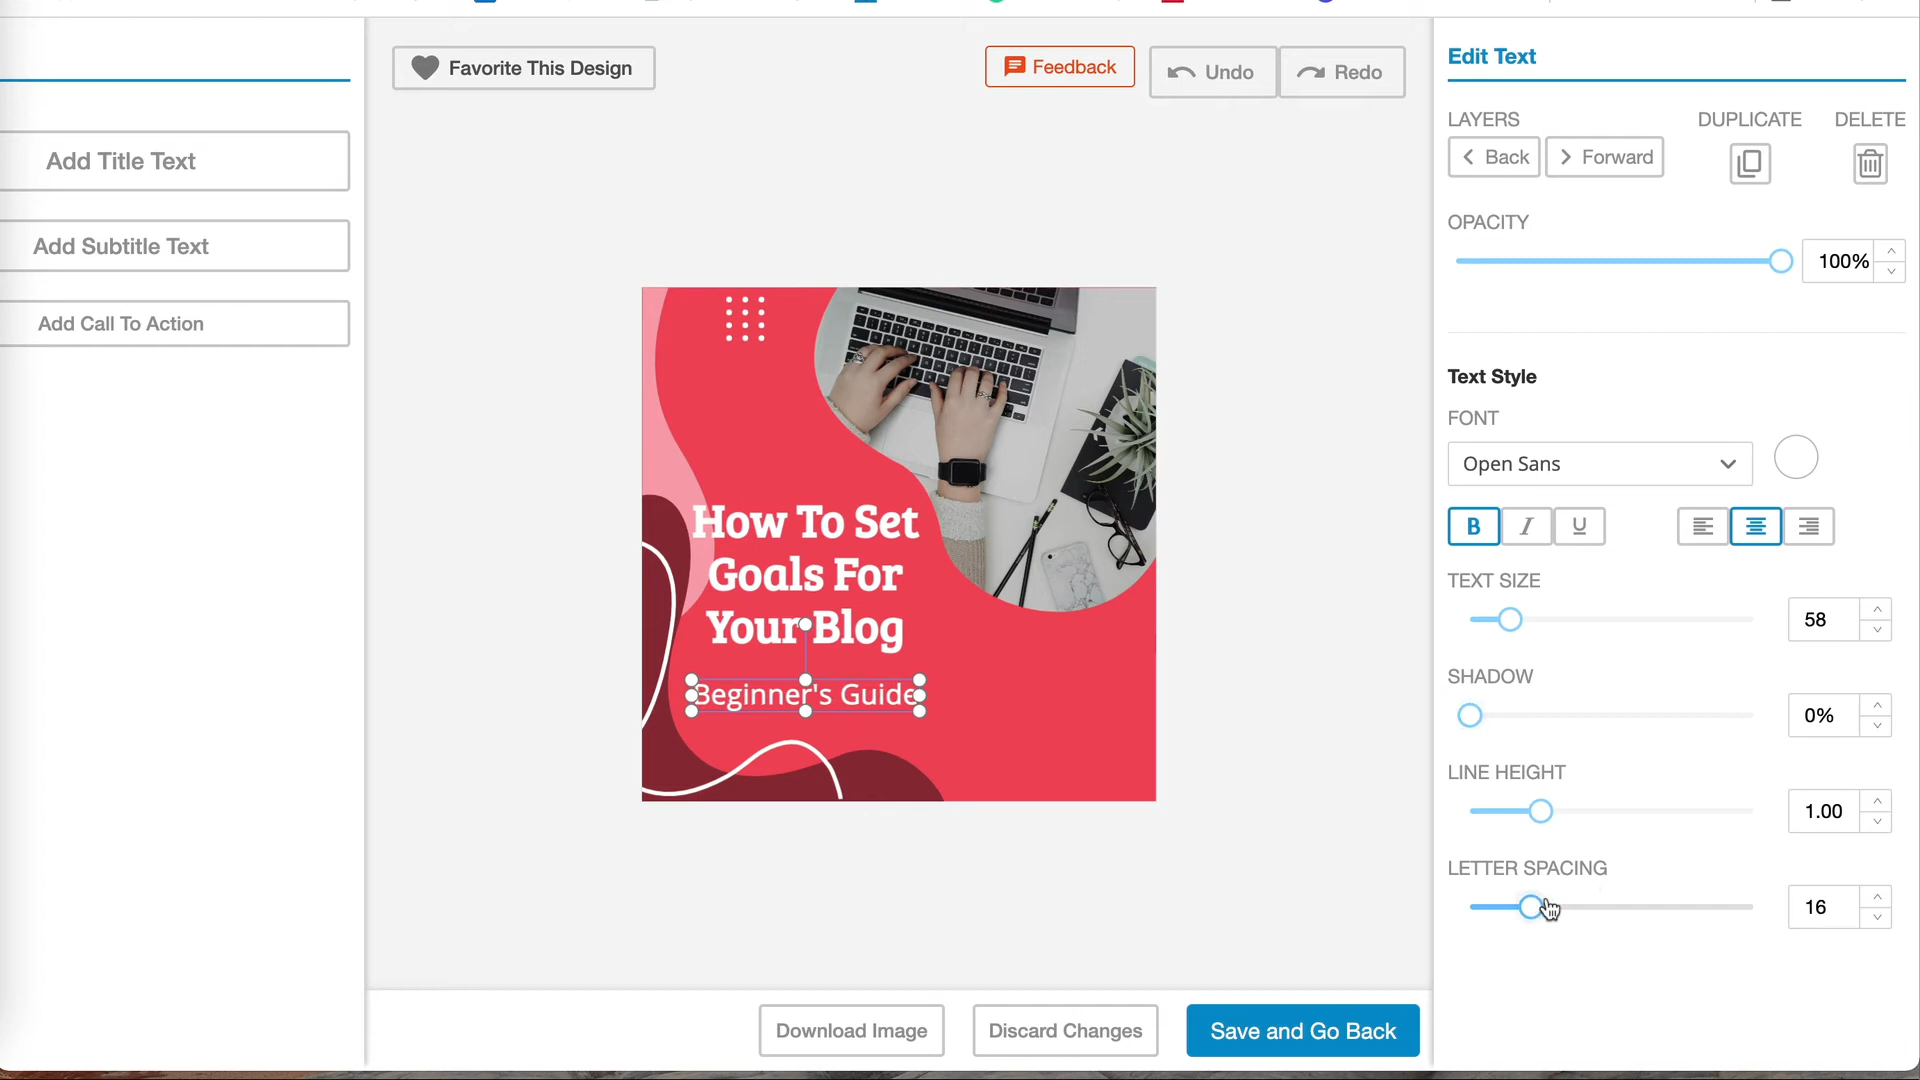 Favorite This Design
Feedback
Undo
Redo
Edit Text
Add Title Text
Add Subtitle Text
Add Call To Action
LAYERS
DUPLICATE
DELETE
Back
Forward
OPACITY
100%
How To Set
Goals For
Your Blog
Beginner's Guide
Text Style
FONT
Open Sans
B
I
U
TEXT SIZE
58
SHADOW
0%
LINE HEIGHT
1.00
LETTER SPACING
16
Download Image
Discard Changes
Save and Go Back